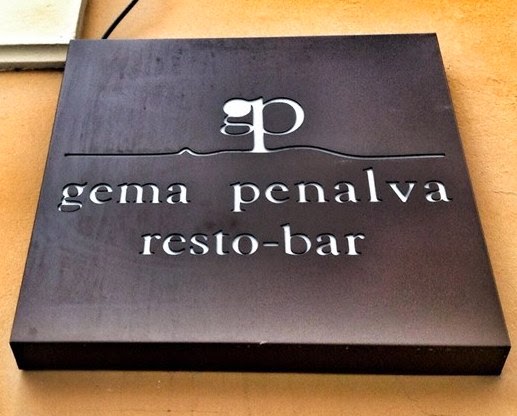 gp
gema penalva
resto-bar